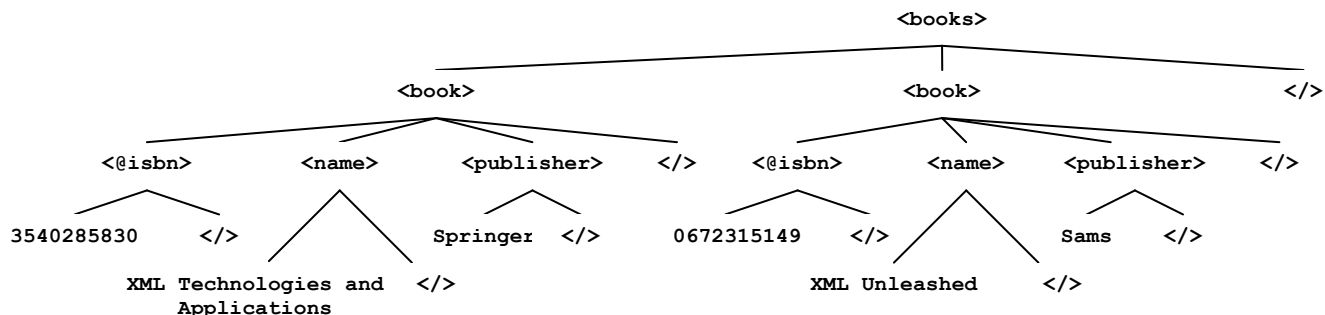 <books>
<book> <book> </>
<@isbn> <name> <publisher> </> <@isbn> <name> <publisher> </>
3540285830 </> Springer </> 0672315149 </> Sams </>
XML Technologies and </> XML Unleashed </>
Applications